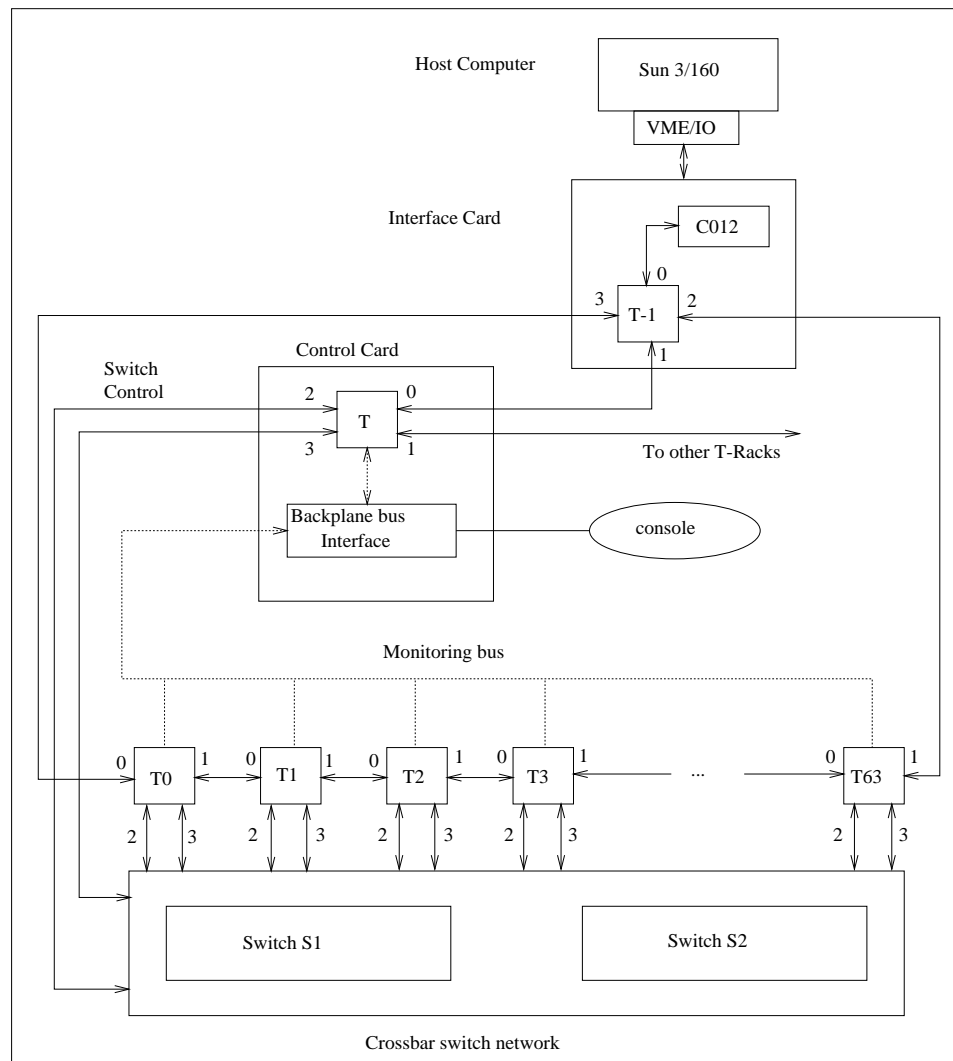 Host Computer
Sun 3/160
VME/IO
Interface Card
C012
0
3
2
T-1
1
Control Card
Switch
Control
2
0
T
3
1
To other T-Racks
Backplane bus
Interface
console
Monitoring bus
0
1
0
1
0
1
0
1
0
1
T0
T1
T2
T3
...
T63
2
3
2
3
2
3
2
3
2
3
Switch S1
Switch S2
Crossbar switch network